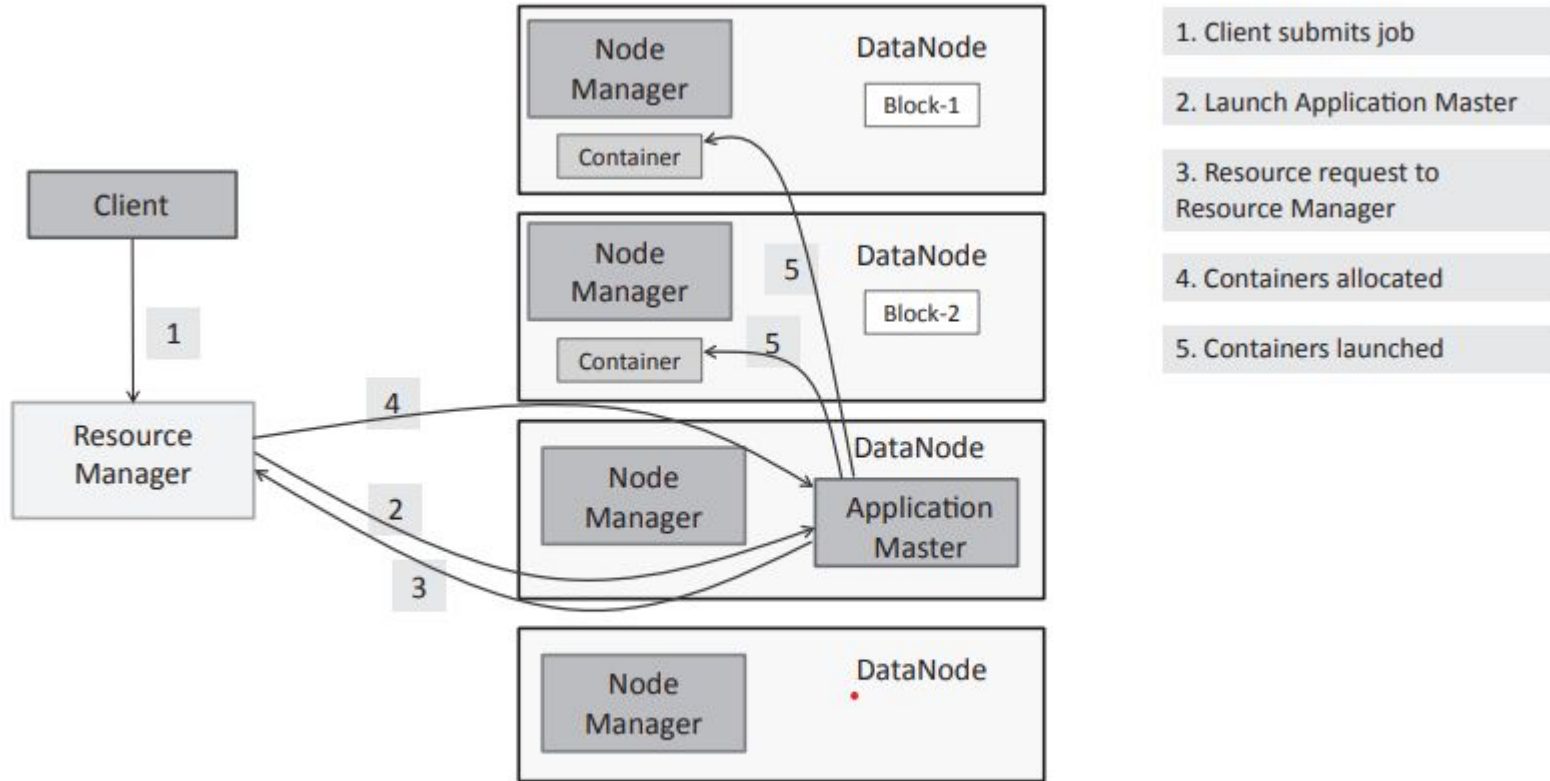 Node
Manager
DataNode
Block-1
Container
Client
Node
Manager
DataNode
Block-2
Container
5
5
1
4
Resource
Manager
DataNode
Node
Manager
Application
Master
2
3
Node
Manager
DataNode
1. Client submits job
2. Launch Application Master
3. Resource request to
Resource Manager
4. Containers allocated
5. Containers launched